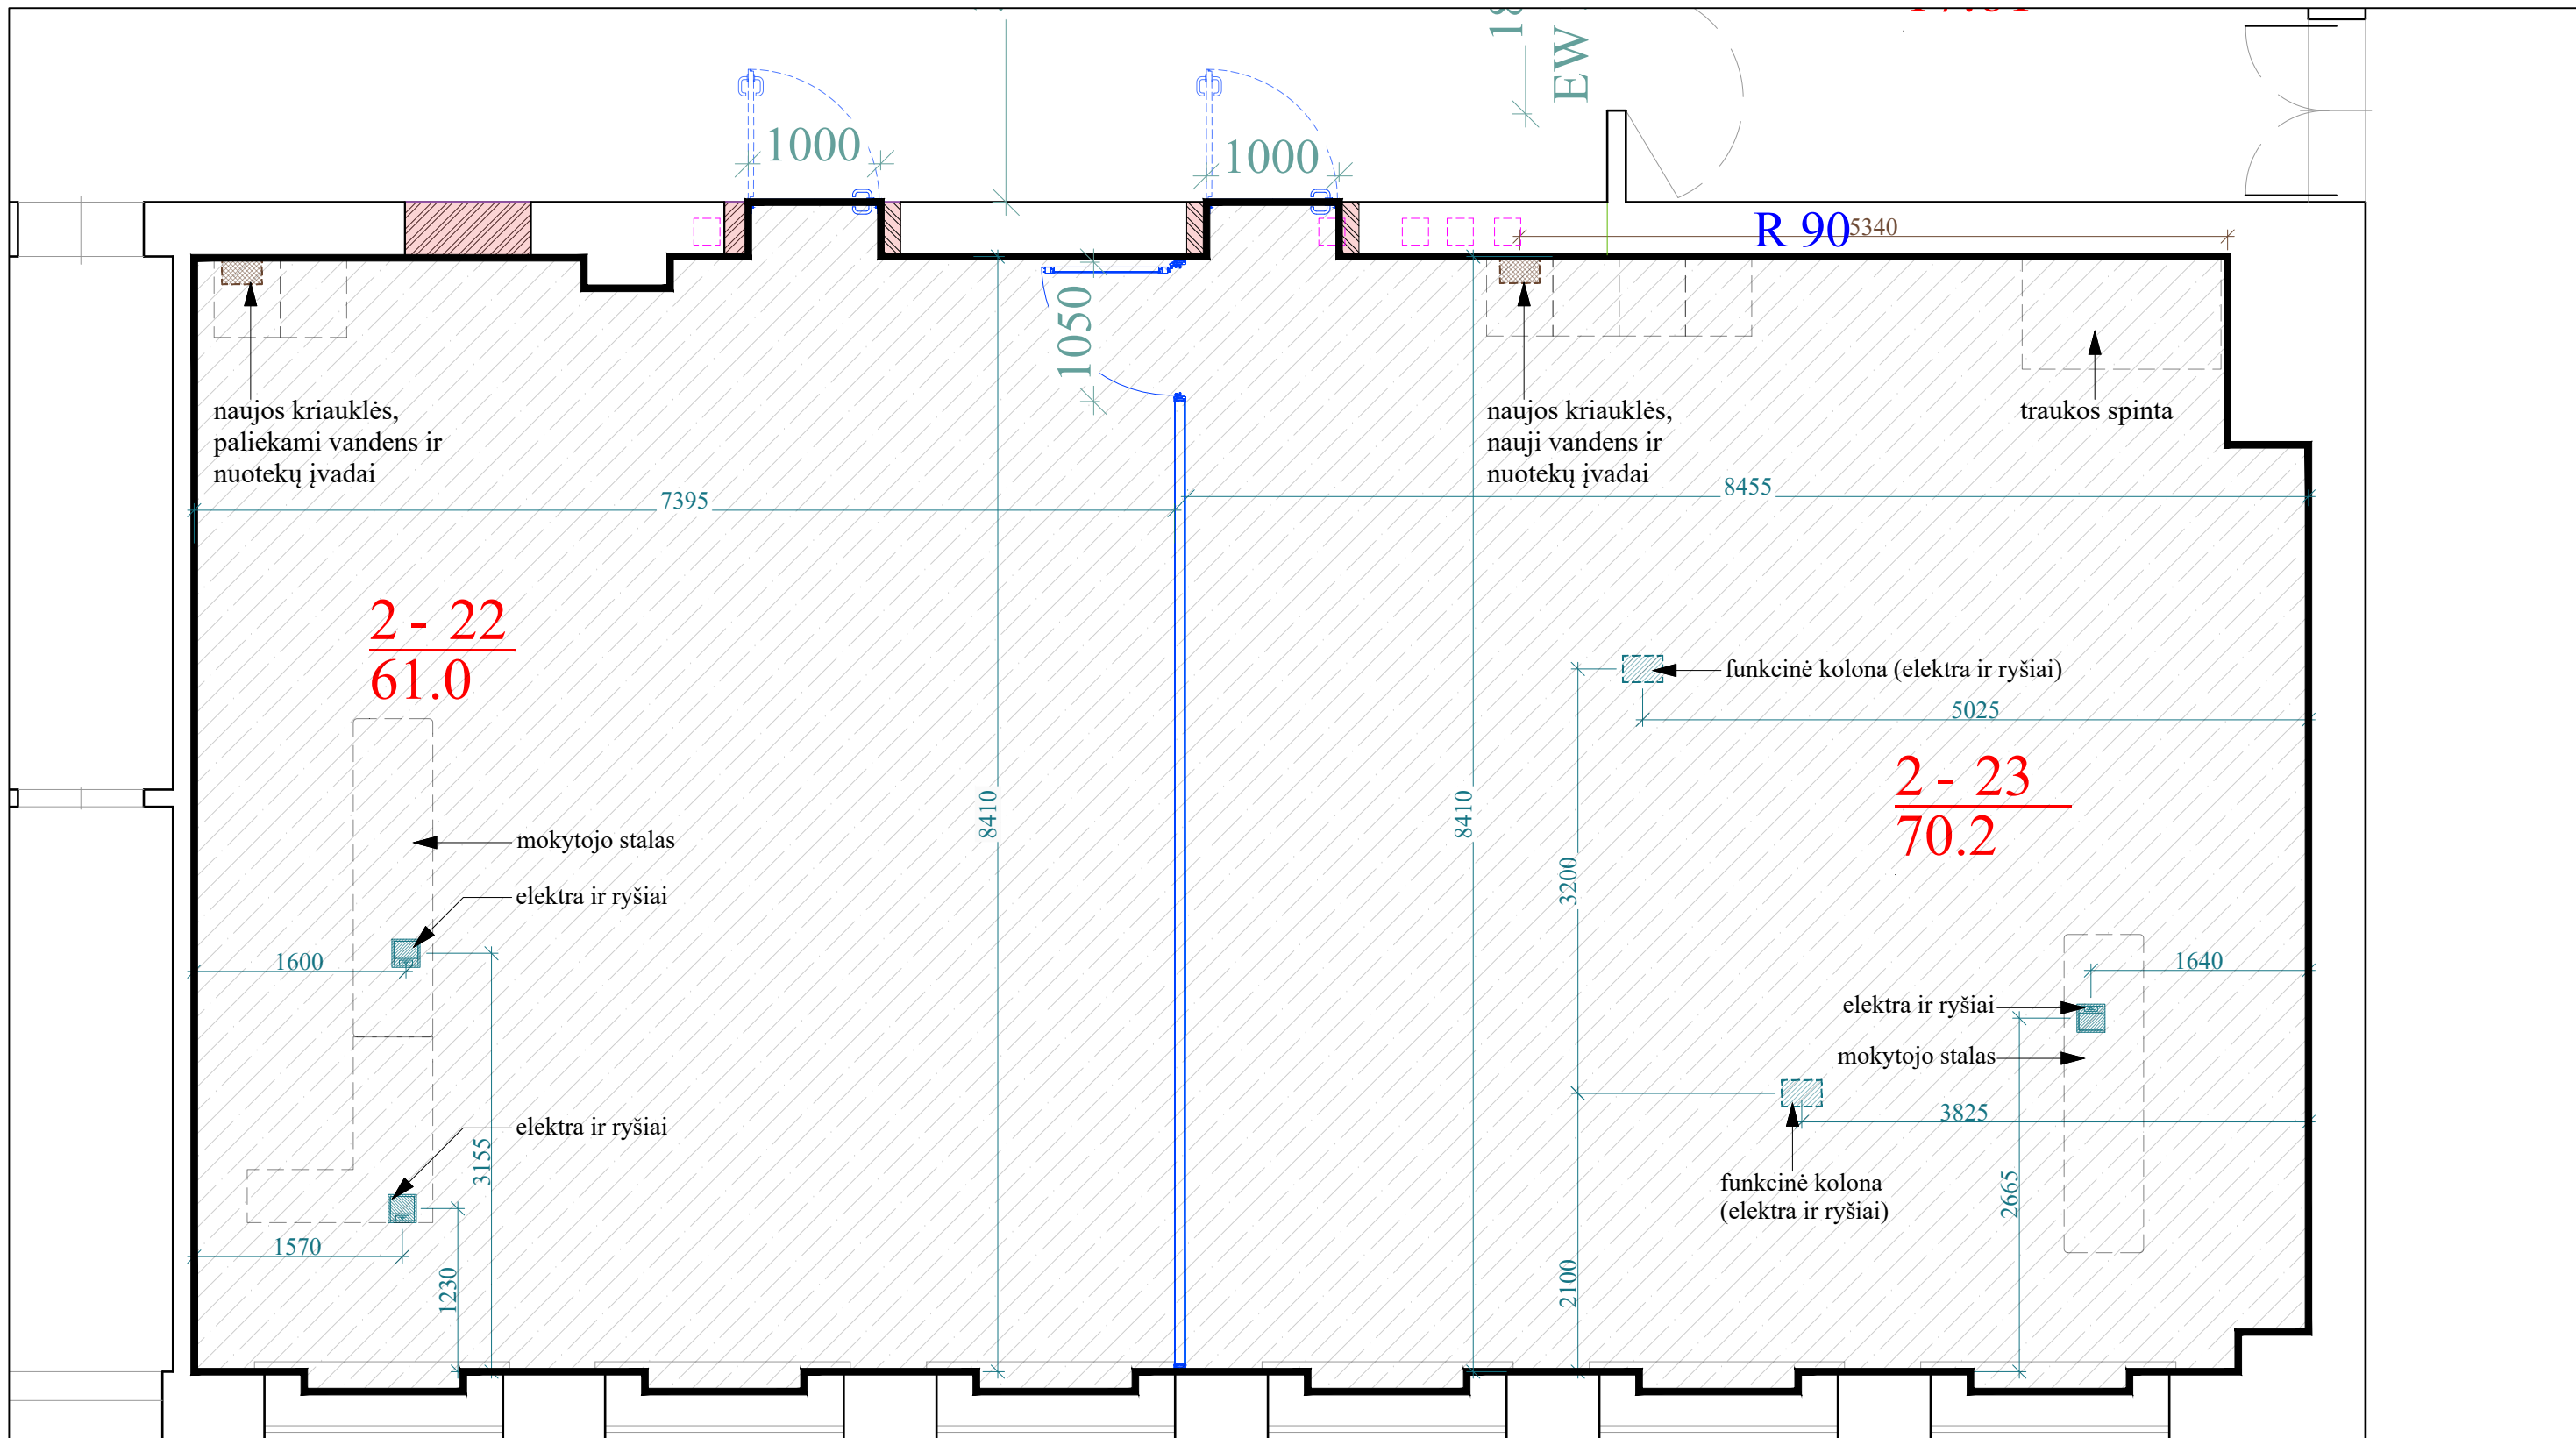 EW
1000
1000
R 90
5340
1050
naujos kriauklės,
paliekami vandens ir
nuotekų įvadai
naujos kriauklės,
nauji vandens ir
nuotekų įvadai
traukos spinta
7395
8455
2 - 22
61.0
funkcinė kolona (elektra ir ryšiai)
5025
2 - 23
70.2
8410
8410
3200
mokytojo stalas
elektra ir ryšiai
1600
1640
elektra ir ryšiai
mokytojo stalas
3825
elektra ir ryšiai
3155
funkcinė kolona
(elektra ir ryšiai)
2665
1570
1230
2100